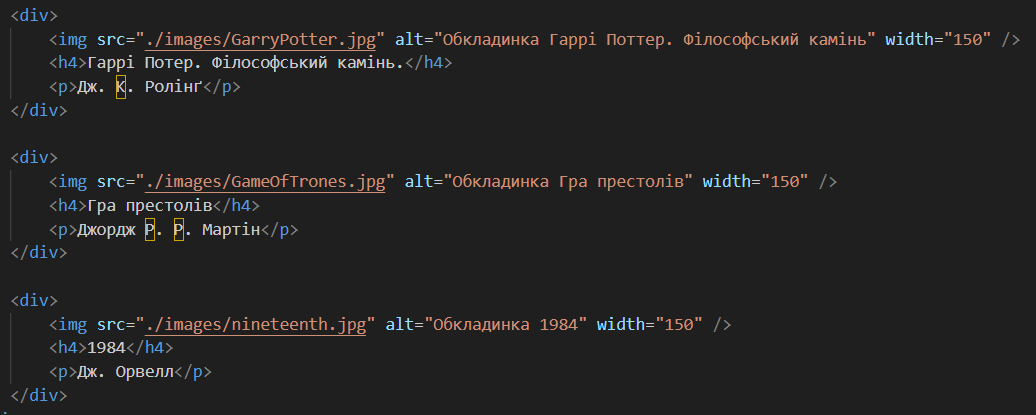 <div>
<img src="./images/GarryPotter.jpg" alt="Обкладинка Гаррі Поттер. Філософський камінь" width="150" />
<h4>Гаррі Потер. Філософський камінь.</h4>
<p>Дж. К. Ролінґ</p>
</div>
<div>
<img src="./images/GameOfTrones.jpg" alt="Обкладинка Гра престолів" width="150" />
<h4>Гра престолів</h4>
<p>Джордж Р. Р. Мартін</p>
</div>
<div>
<img src="./images/nineteenth.jpg" alt="Обкладинка 1984" width="150" />
<h4>1984</h4>
<p>Дж. Орвелл</p>
</div>